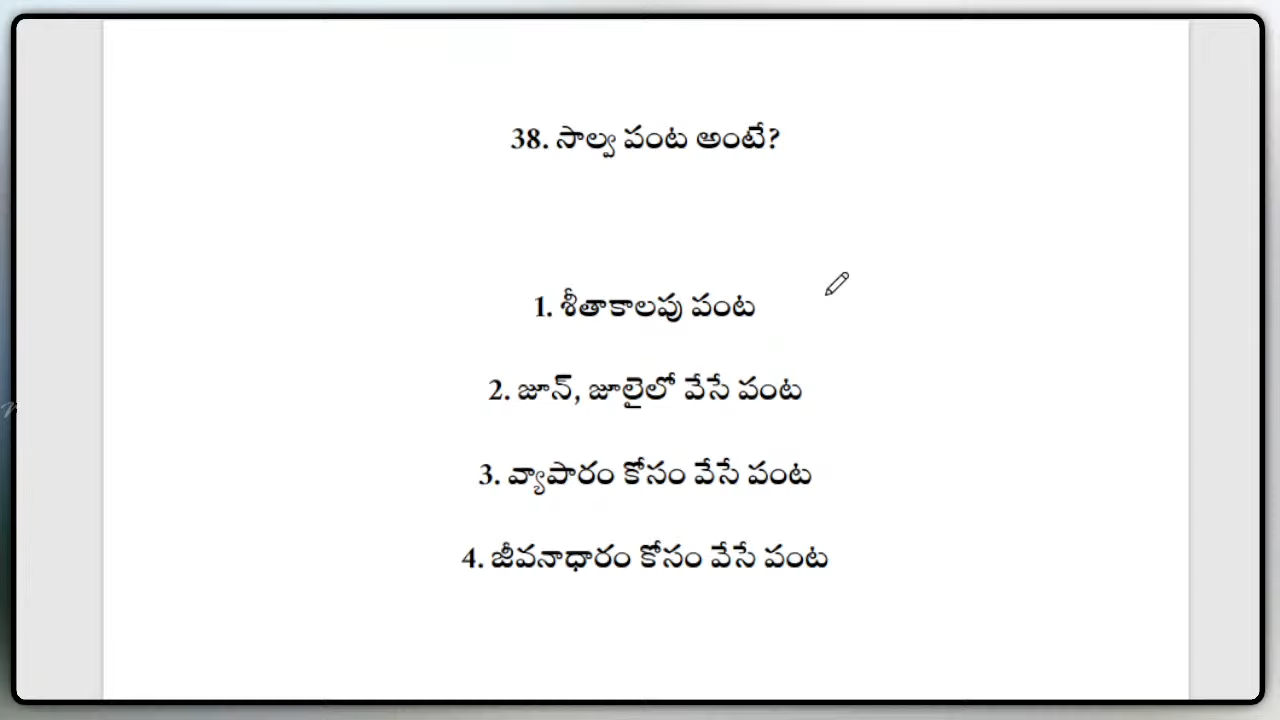 38. సాల్వ పంట అంటే?
1. శీతాకాలపు పంట
2. జూన్, జూలైలో వేసే పంట
3. వ్యాపారం కోసం వేసే పంట
4. జీవనాధారం కోసం వేసే పంట